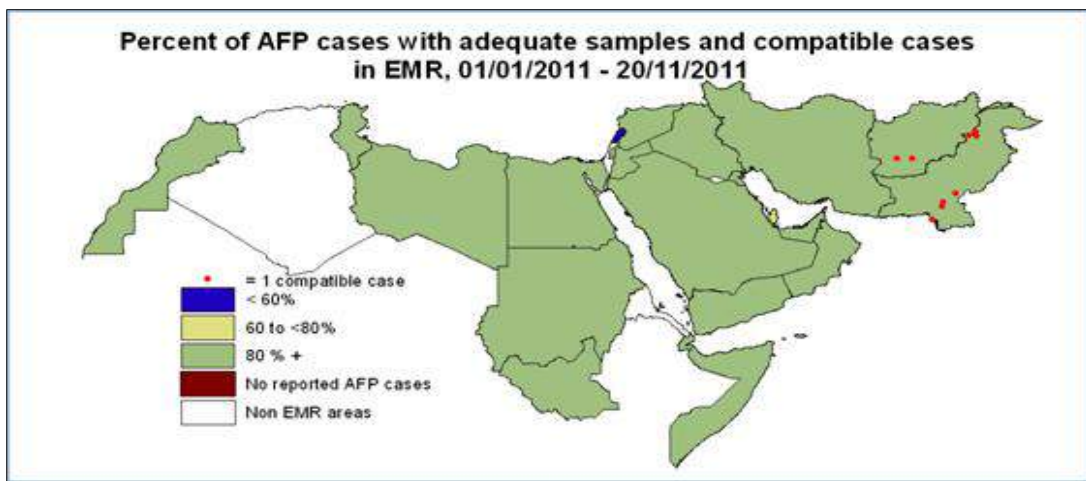 Percent of AFP cases with adequate samples and compatible cases
in EMR, 01/01/2011 - 20/11/2011
= 1 compatible case
< 60%
60 to <80%
80 % +
No reported AFP cases
Non EMR areas